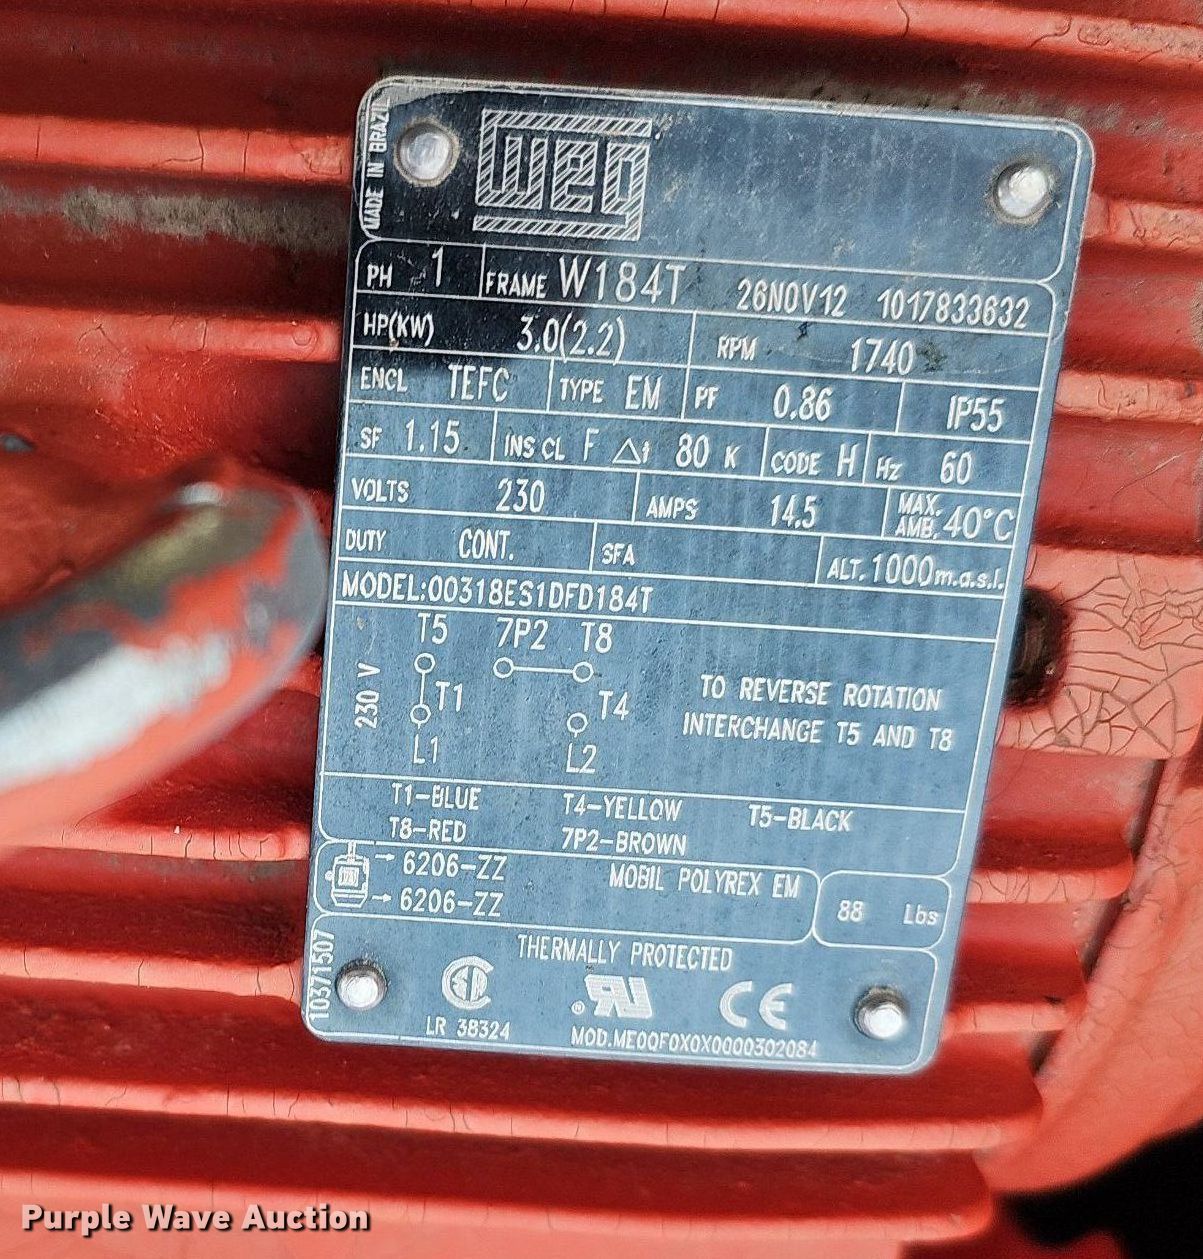 MADE IN BRAZIL
WEG
PH 1 FRAME W184T 26NOV12 1017833632
HP(KW) 3.0(2.2) RPM 1740
ENCL TEFC TYPE EM PF 0.86 IP55
SF 1.15 INS CL F Δt 80 K CODE H Hz 60
VOLTS 230 AMPS 14.5 MAX. AMB. 40°C
DUTY CONT. SFA ALT. 1000m.a.s.l.
MODEL:00318ES1DFD184T
230 V
T5 7P2 T8
T1 T4
L1 L2
TO REVERSE ROTATION
INTERCHANGE T5 AND T8
T1-BLUE T4-YELLOW T5-BLACK
T8-RED 7P2-BROWN
6206-ZZ MOBIL POLYREX EM
6206-ZZ 88 Lbs
10371507
THERMALLY PROTECTED
LR 38324 MOD.ME00F0X0X0000302084
Purple Wave Auction